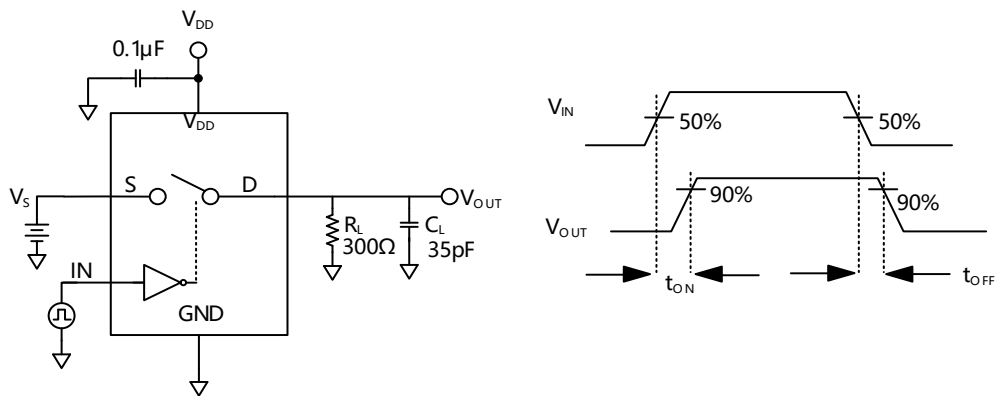 V_DD
0.1μF
V_DD
V_S
S
D
V_OUT
R_L
300Ω
C_L
35pF
IN
GND
V_IN
50%
50%
V_OUT
90%
90%
t_ON
t_OFF